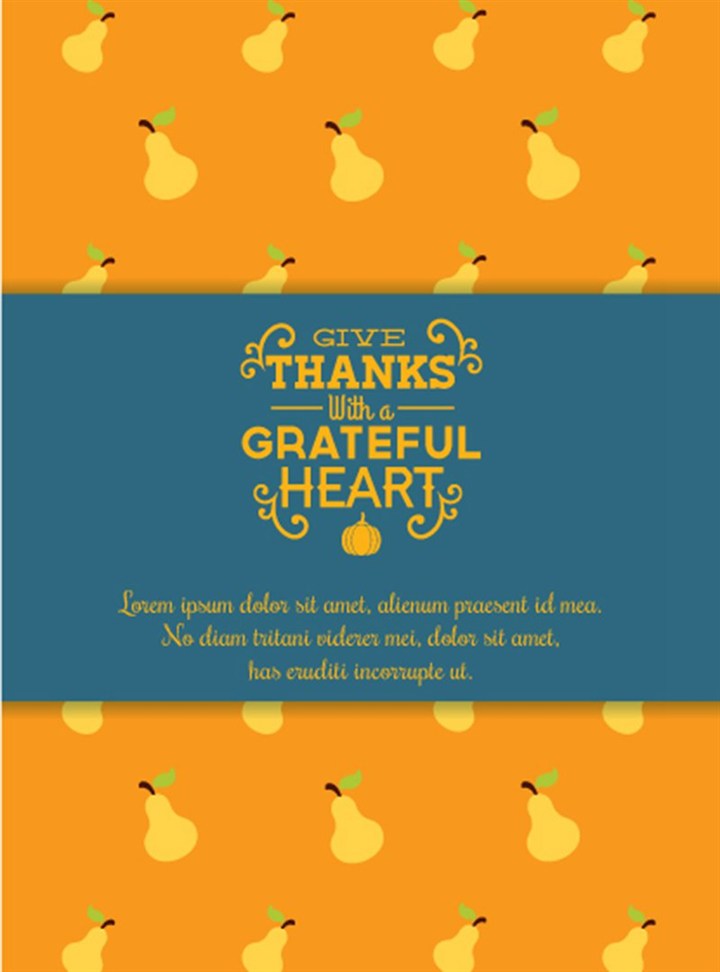 GIVE
THANKS
With a
GRATEFUL
HEART
Lorem ipsum dolor sit amet, alienum praesent id mea.
No diam tritani viderer mei, dolor sit amet,
has eruditi incorrupte ut.